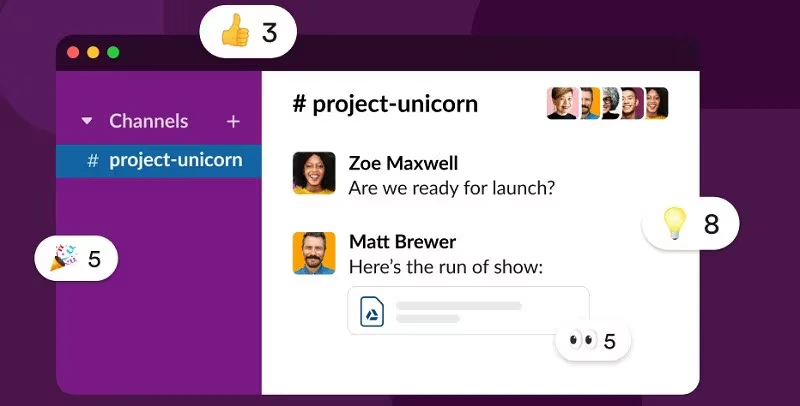 👍 3
# project-unicorn
Channels +
# project-unicorn
Zoe Maxwell
Are we ready for launch?
💡 8
🎉 5
Matt Brewer
Here's the run of show:
👀 5